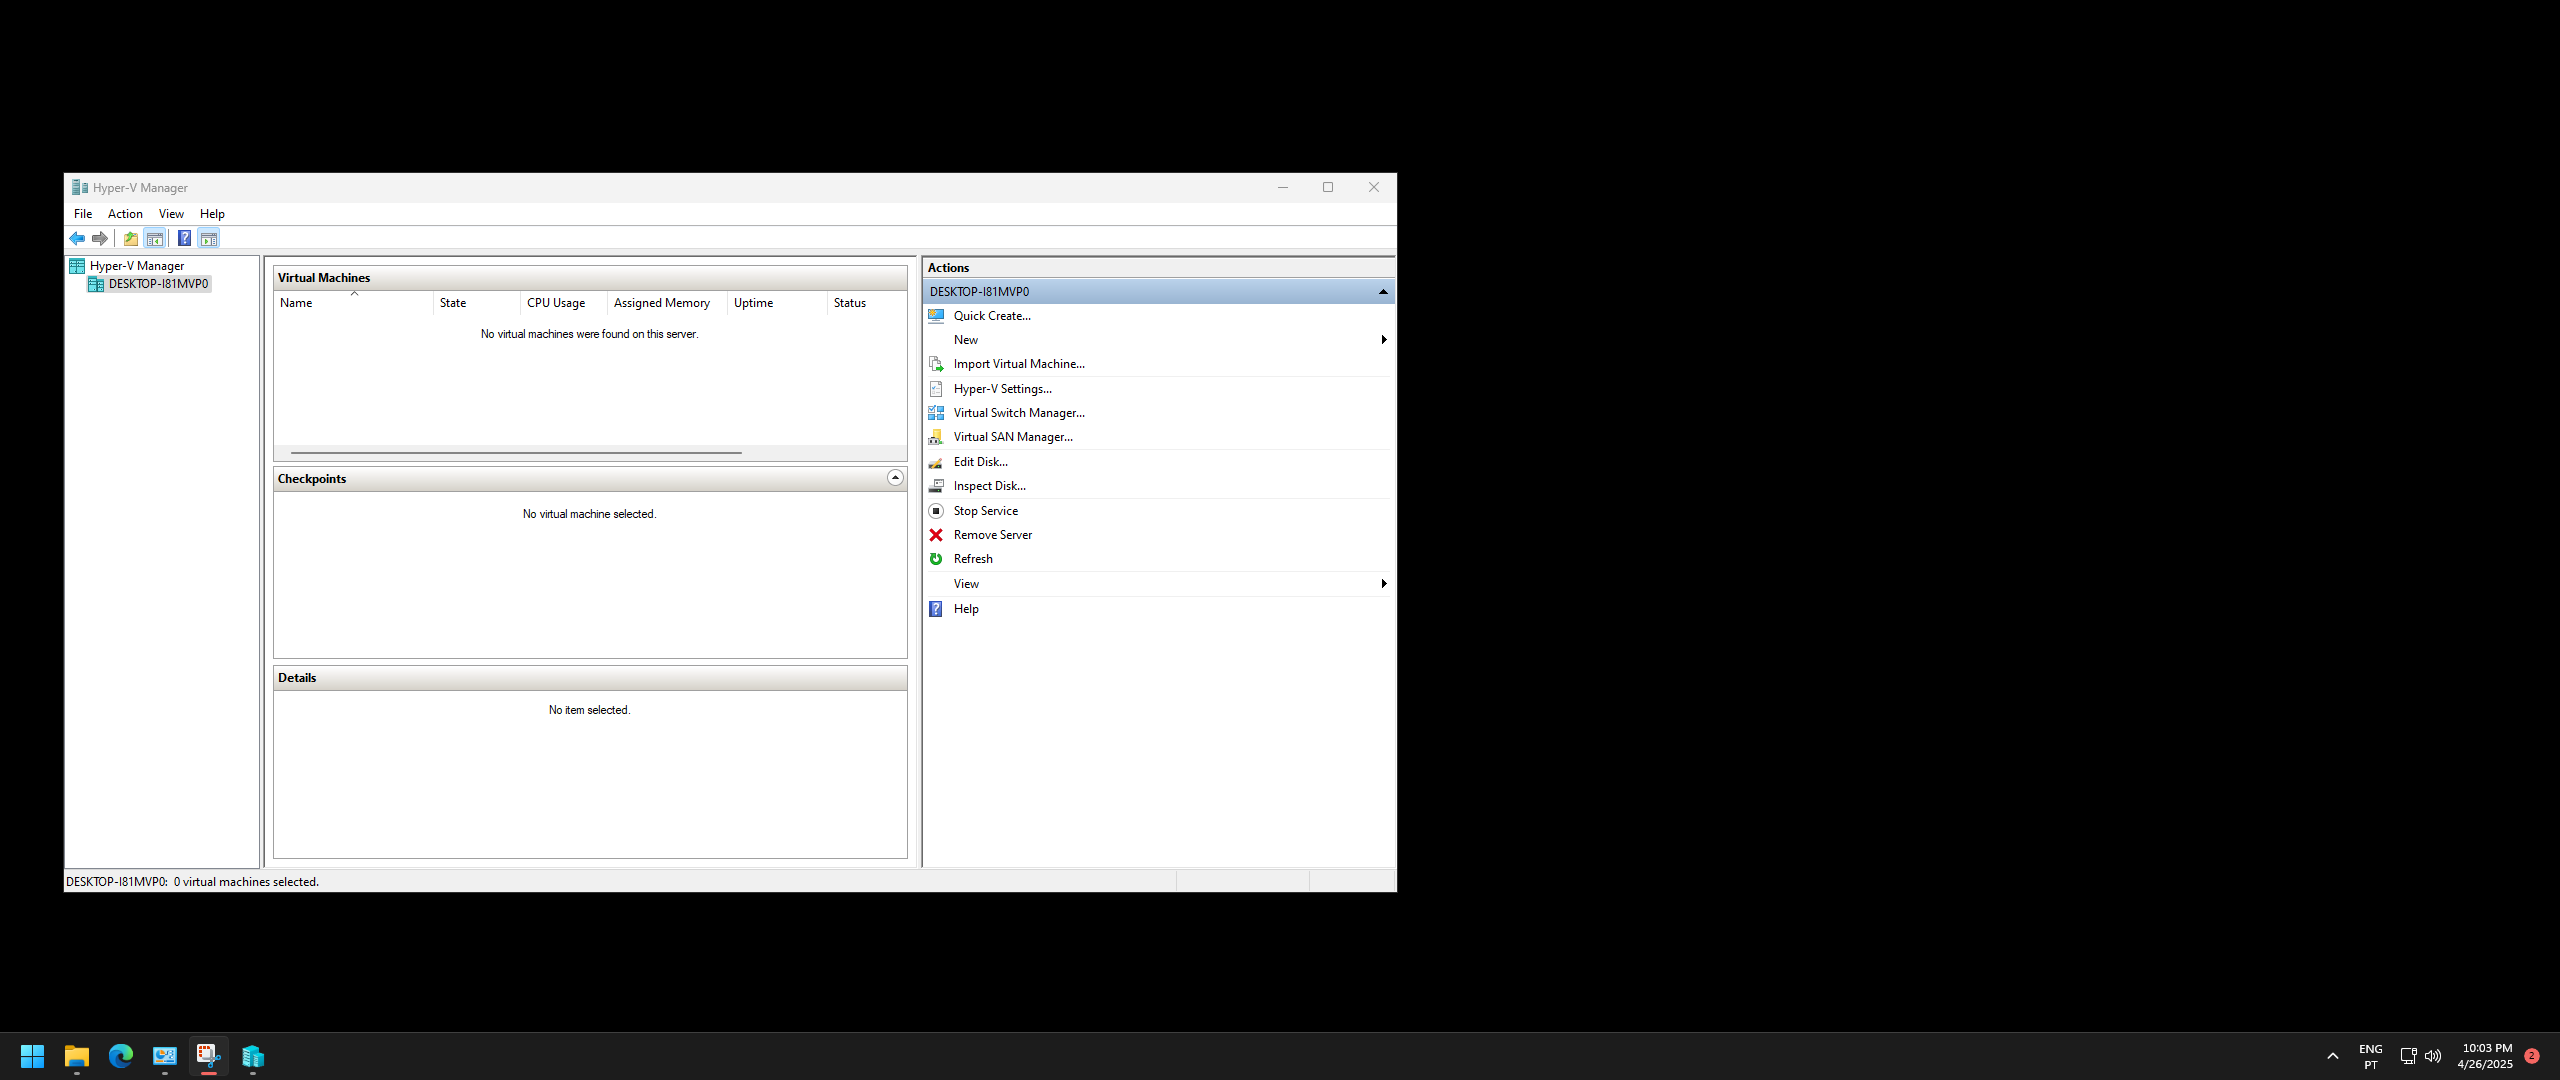 Hyper-V Manager
File Action View Help
Hyper-V Manager
DESKTOP-I81MVP0
Virtual Machines
Name State CPU Usage Assigned Memory Uptime Status
No virtual machines were found on this server.
Checkpoints
No virtual machine selected.
Details
No item selected.
Actions
DESKTOP-I81MVP0
Quick Create...
New
Import Virtual Machine...
Hyper-V Settings...
Virtual Switch Manager...
Virtual SAN Manager...
Edit Disk...
Inspect Disk...
Stop Service
Remove Server
Refresh
View
Help
DESKTOP-I81MVP0: 0 virtual machines selected.
ENG
PT
10:03 PM
4/26/2025
2